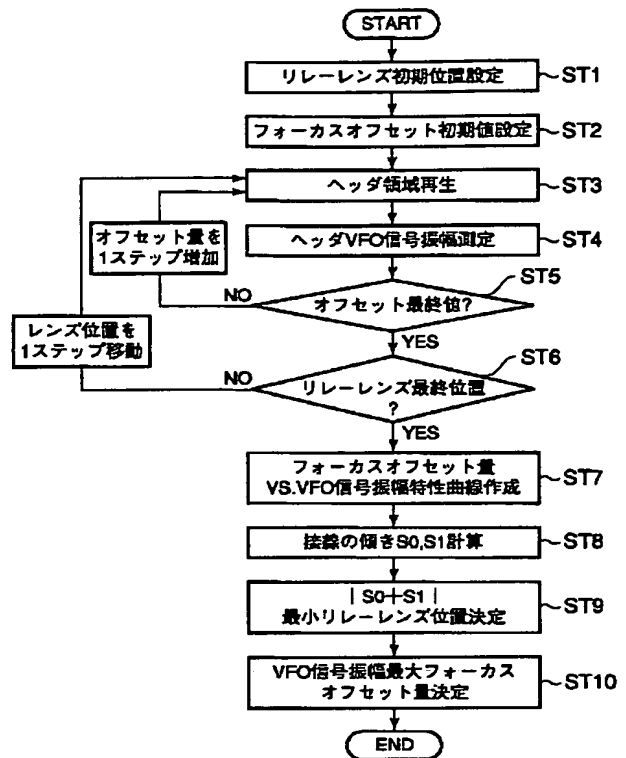 START
リレーレンズ初期位置設定
ST1
フォーカスオフセット初期値設定
ST2
ヘッダ領域再生
ST3
オフセット量を
1ステップ増加
ヘッダVFO信号振幅測定
ST4
ST5
オフセット最終値?
NO
YES
レンズ位置を
1ステップ移動
ST6
リレーレンズ最終位置
?
NO
YES
フォーカスオフセット量
VS.VFO信号振幅特性曲線作成
ST7
接線の傾きS0,S1計算
ST8
|S0+S1|
最小リレーレンズ位置決定
ST9
VFO信号振幅最大フォーカス
オフセット量決定
ST10
END